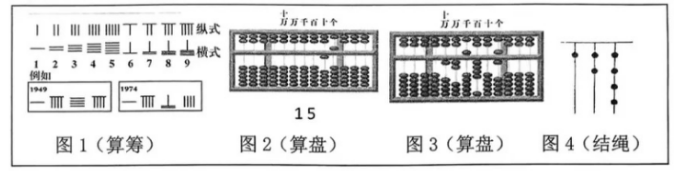 纵式
横式
1 2 3 4 5 6 7 8 9
例如
1949
1974
十
万万千百十个
15
十
万万千百十个
图1（算筹）
图2（算盘）
图3（算盘）
图4（结绳）